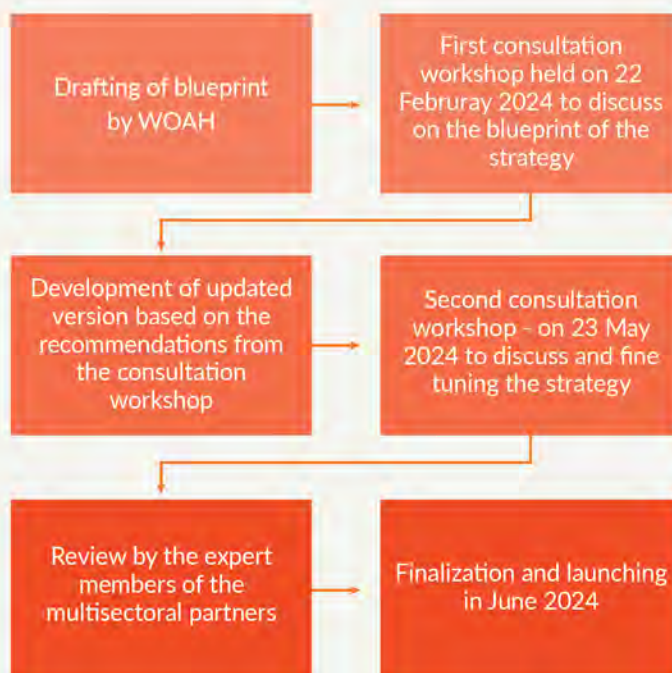 Drafting of blueprint
by WOAH
First consultation
workshop held on 22
Februray 2024 to discuss
on the blueprint of the
strategy
Development of updated
version based on the
recommendations from
the consultation
workshop
Second consultation
workshop - on 23 May
2024 to discuss and fine
tuning the strategy
Review by the expert
members of the
multisectoral partners
Finalization and launching
in June 2024